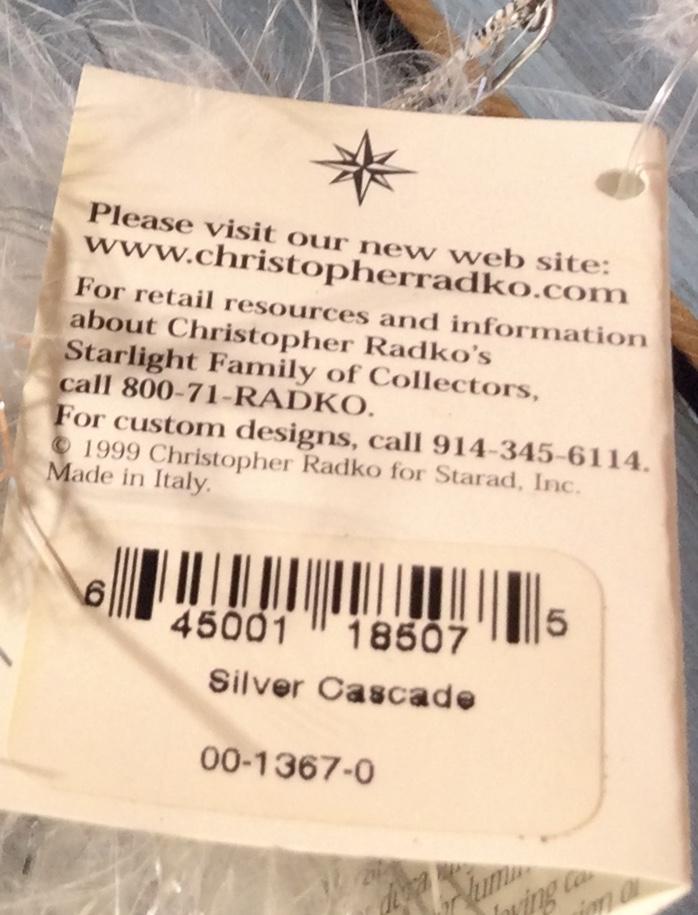 Please visit our new web site:
www.christopherradko.com
For retail resources and information
about Christopher Radko's
Starlight Family of Collectors,
call 800-71-RADKO.
For custom designs, call 914-345-6114.
© 1999 Christopher Radko for Starad, Inc.
Made in Italy.
6 45001 18507 5
Silver Cascade
00-1367-0